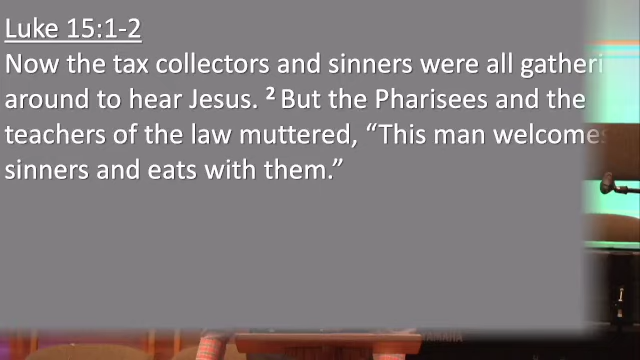 Luke 15:1-2
Now the tax collectors and sinners were all gatheri
around to hear Jesus. ² But the Pharisees and the
teachers of the law muttered, “This man welcomes
sinners and eats with them.”
YAMAHA